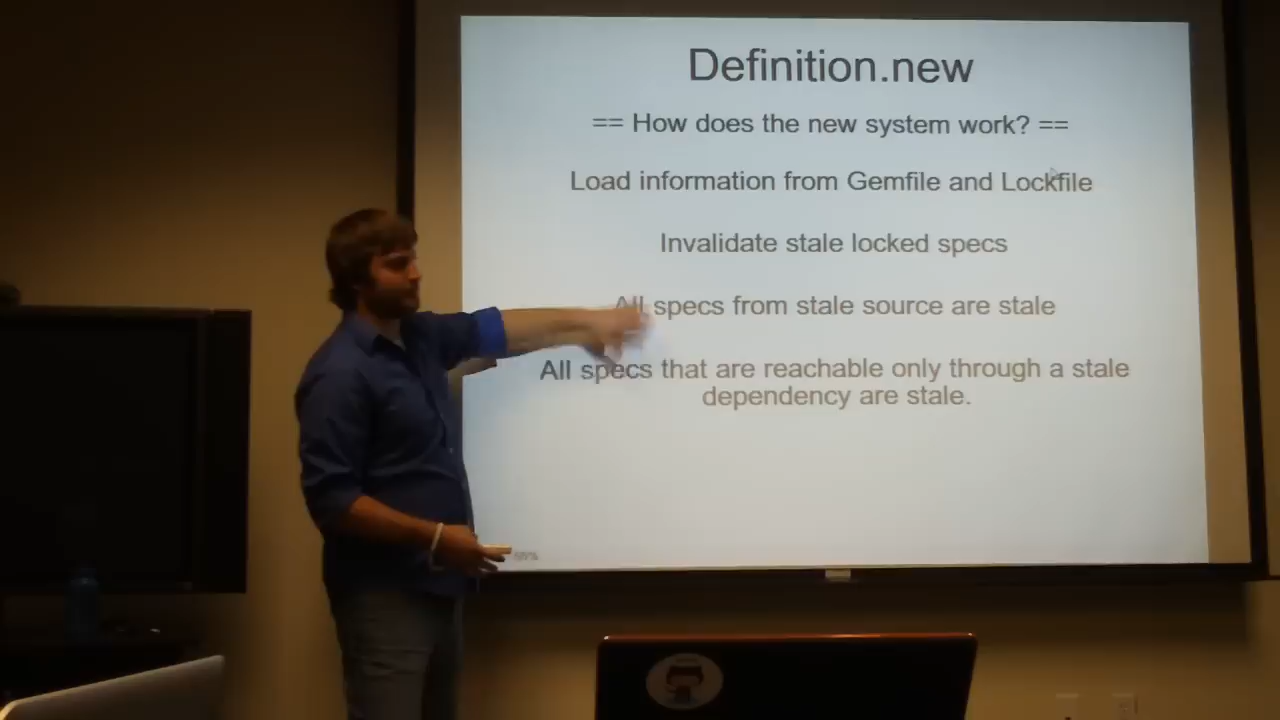 Definition.new
== How does the new system work? ==
Load information from Gemfile and Lockfile
Invalidate stale locked specs
All specs from stale source are stale
All specs that are reachable only through a stale
dependency are stale.